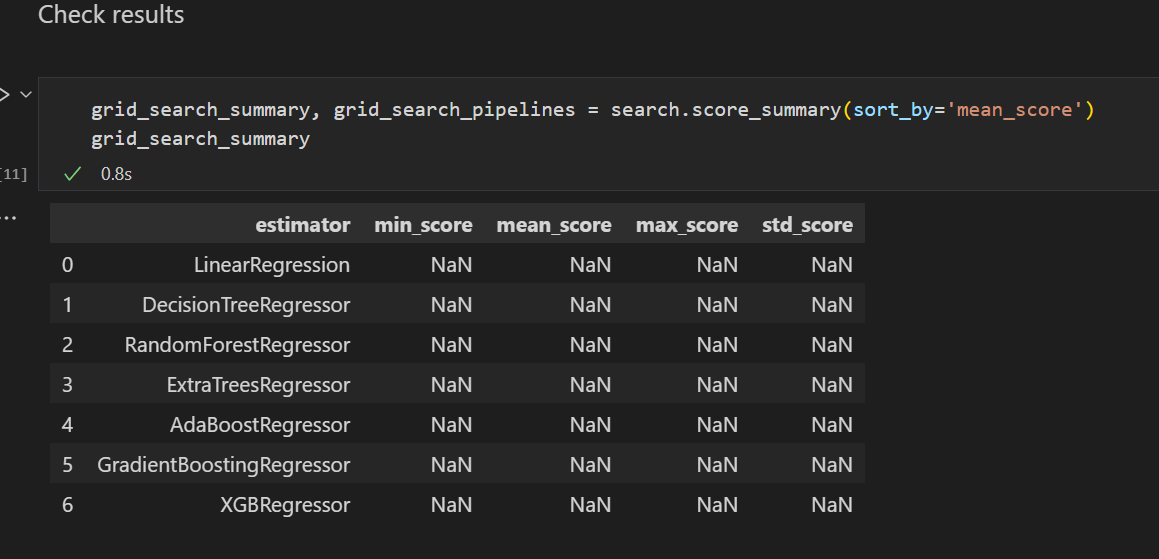 Check results
grid_search_summary, grid_search_pipelines = search.score_summary(sort_by='mean_score')
grid_search_summary
[11] 0.8s
estimator min_score mean_score max_score std_score
0 LinearRegression NaN NaN NaN NaN
1 DecisionTreeRegressor NaN NaN NaN NaN
2 RandomForestRegressor NaN NaN NaN NaN
3 ExtraTreesRegressor NaN NaN NaN NaN
4 AdaBoostRegressor NaN NaN NaN NaN
5 GradientBoostingRegressor NaN NaN NaN NaN
6 XGBRegressor NaN NaN NaN NaN